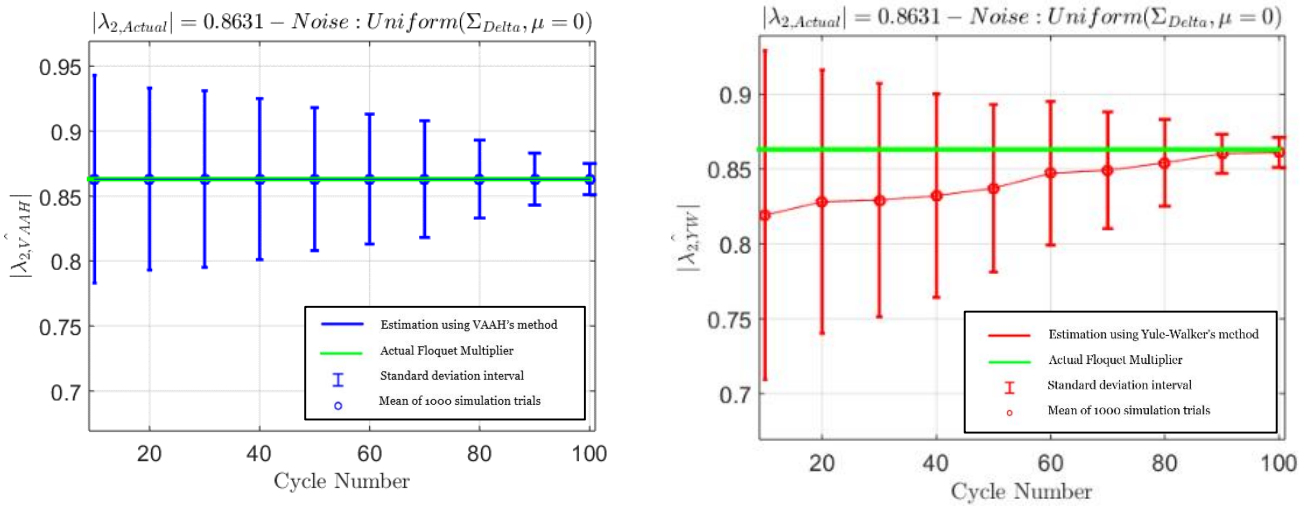 |λ2,Actual| = 0.8631 − Noise : Uniform(ΣDelta, μ = 0)
0.95
0.9
0.85
0.8
0.75
0.7
|λ̂2,VAAH|
20
40
60
80
100
Cycle Number
Estimation using VAAH's method
Actual Floquet Multiplier
Standard deviation interval
Mean of 1000 simulation trials
|λ2,Actual| = 0.8631 − Noise : Uniform(ΣDelta, μ = 0)
0.9
0.85
0.8
0.75
0.7
|λ̂2,YW|
20
40
60
80
100
Cycle Number
Estimation using Yule-Walker's method
Actual Floquet Multiplier
Standard deviation interval
Mean of 1000 simulation trials